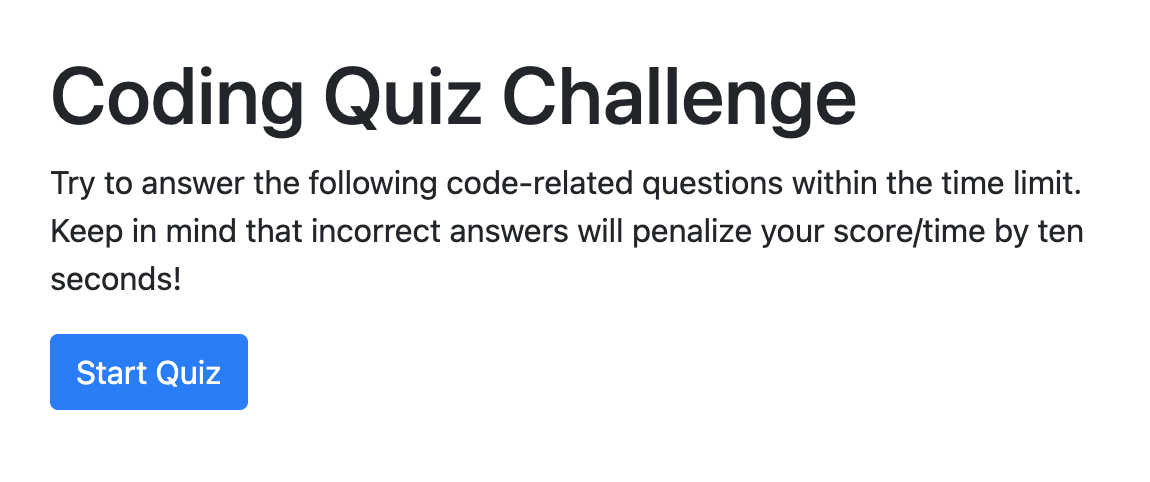 Coding Quiz Challenge
Try to answer the following code-related questions within the time limit.
Keep in mind that incorrect answers will penalize your score/time by ten
seconds!
Start Quiz